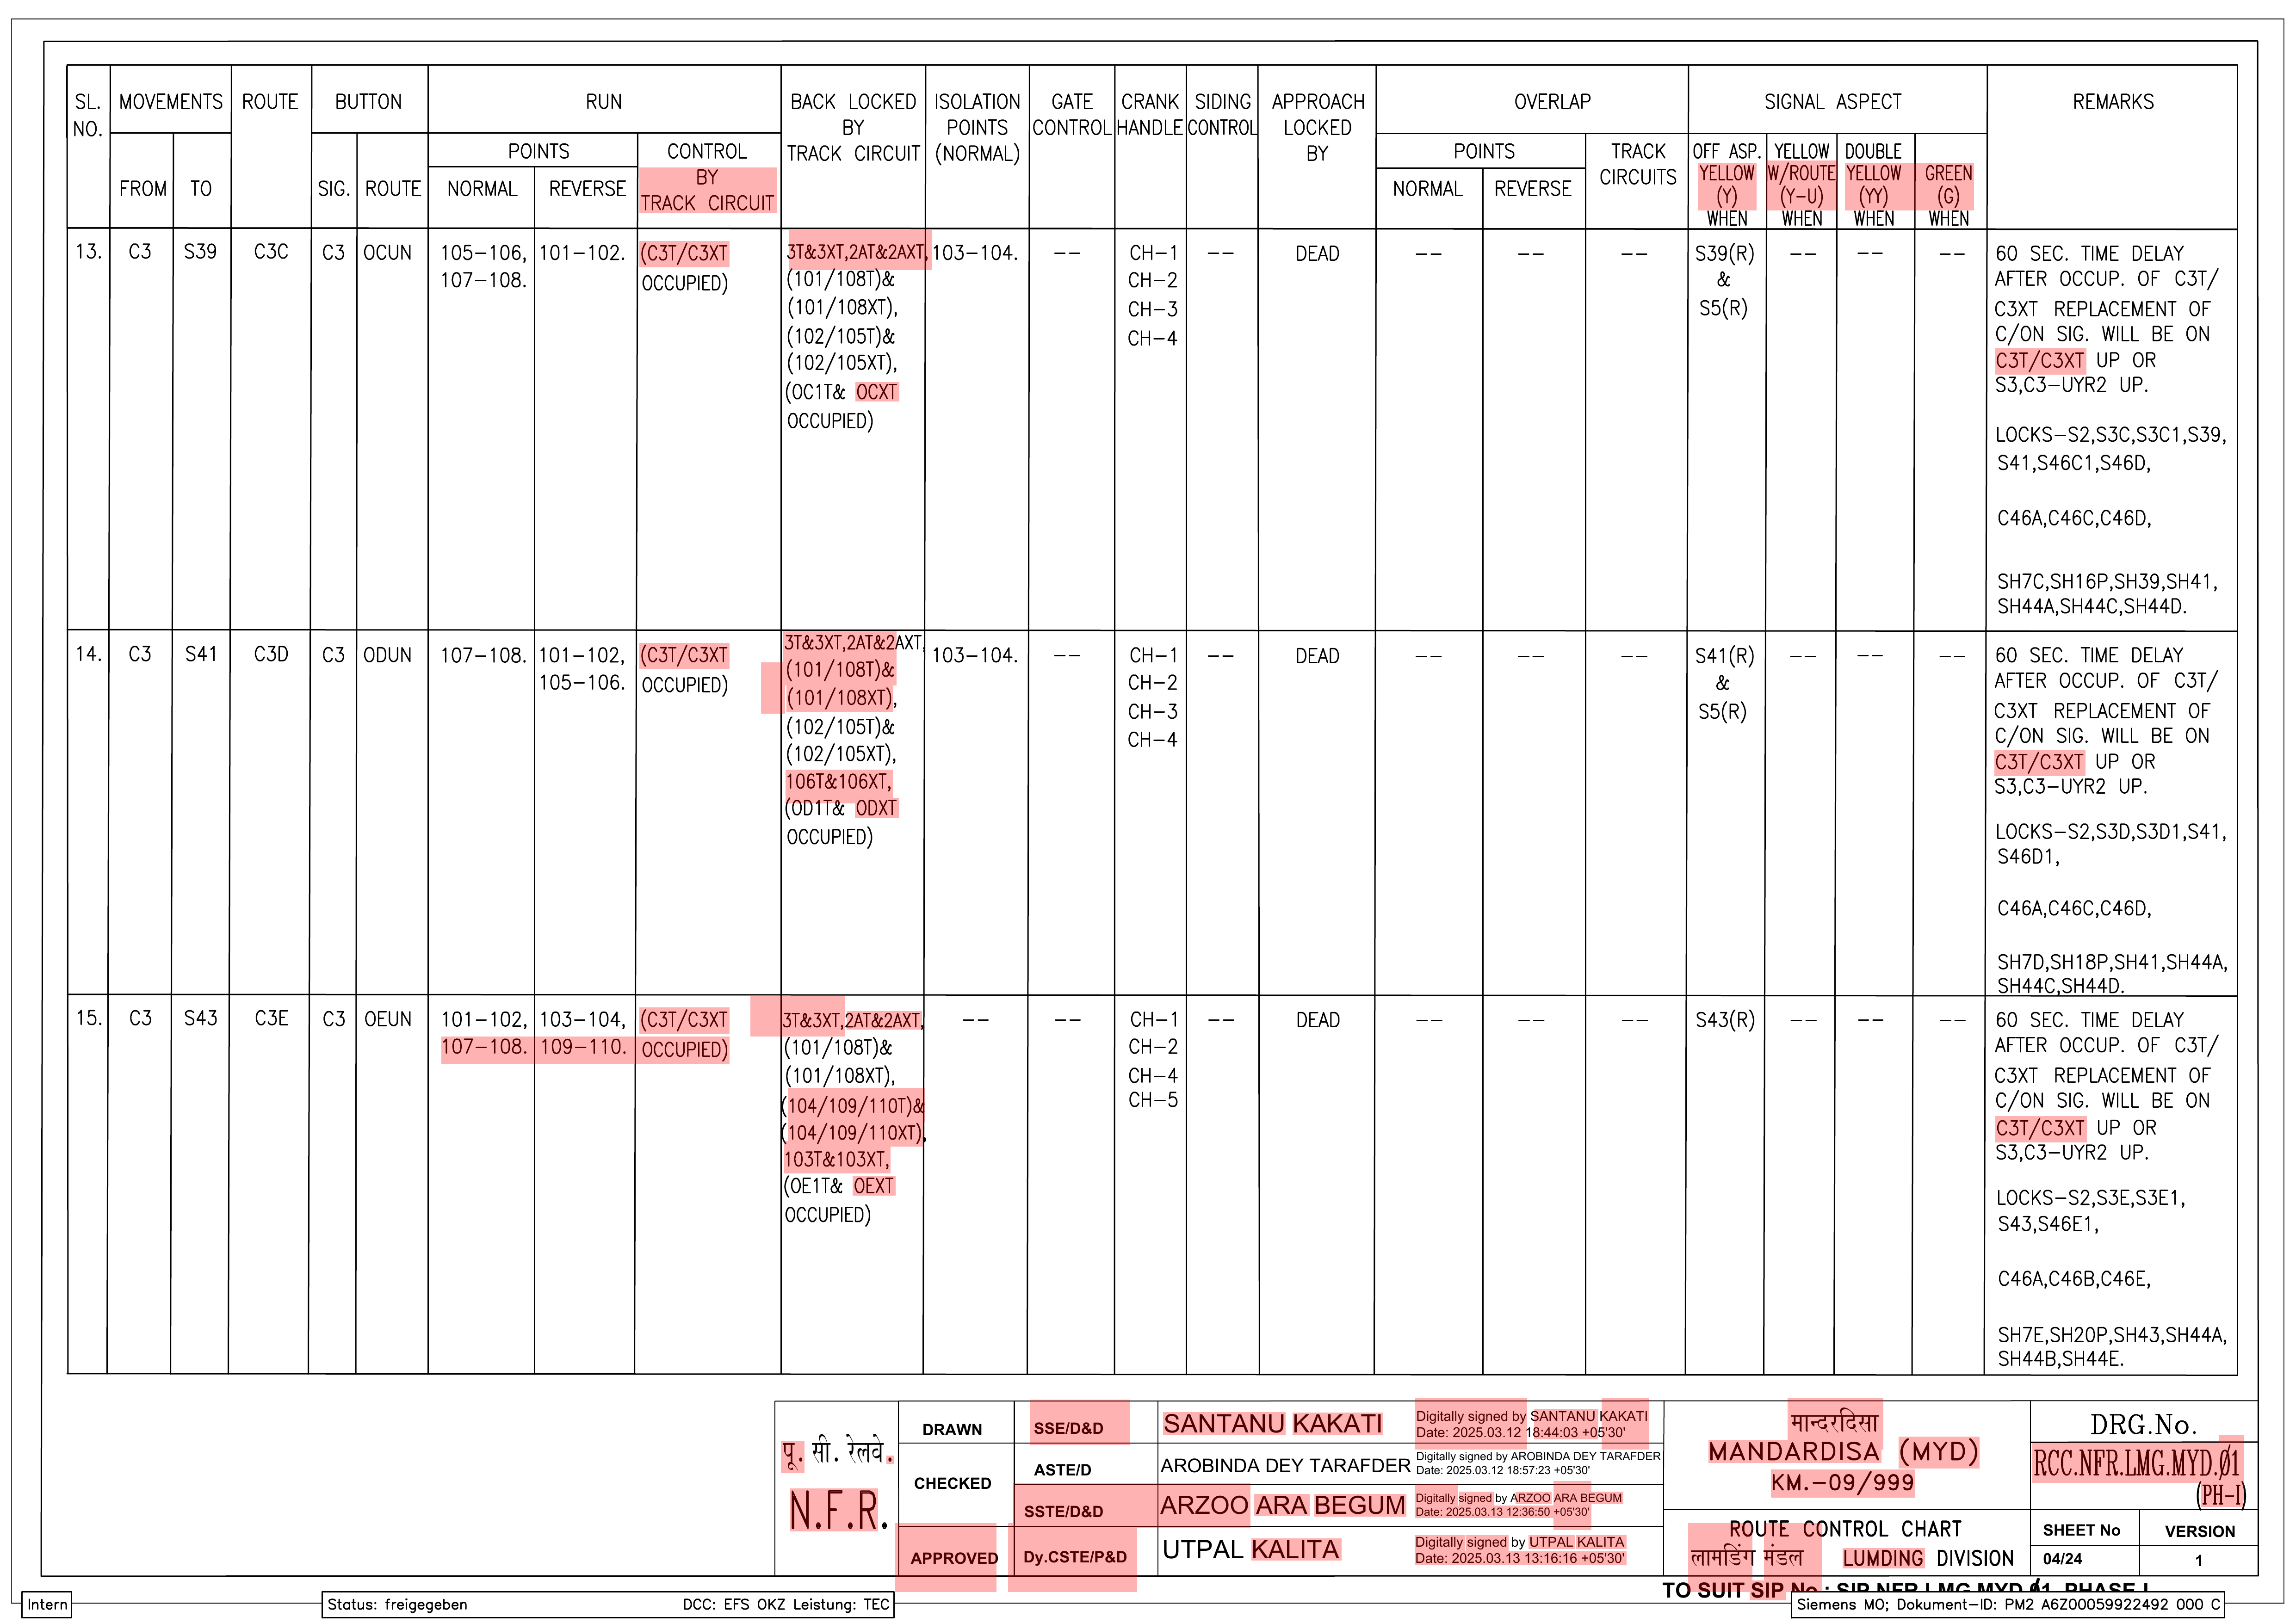 SL. NO. MOVEMENTS ROUTE BUTTON RUN BACK LOCKED BY TRACK CIRCUIT ISOLATION POINTS (NORMAL) GATE CONTROL CRANK HANDLE SIDING CONTROL APPROACH LOCKED BY OVERLAP SIGNAL ASPECT REMARKS
FROM TO SIG. ROUTE POINTS CONTROL BY TRACK CIRCUIT POINTS TRACK CIRCUITS OFF ASP. YELLOW (Y) WHEN YELLOW W/ROUTE (Y-U) WHEN DOUBLE YELLOW (YY) WHEN GREEN (G) WHEN
NORMAL REVERSE NORMAL REVERSE
13. C3 S39 C3C C3 OCUN 105-106, 101-102. (C3T/C3XT 3T&3XT,2AT&2AXT, 103-104. -- CH-1 -- DEAD -- -- -- S39(R) -- -- -- 60 SEC. TIME DELAY
107-108. OCCUPIED) (101/108T)& CH-2 & AFTER OCCUP. OF C3T/
(101/108XT), CH-3 S5(R) C3XT REPLACEMENT OF
(102/105T)& CH-4 C/ON SIG. WILL BE ON
(102/105XT), C3T/C3XT UP OR
(OC1T& OCXT S3,C3-UYR2 UP.
OCCUPIED)
LOCKS-S2,S3C,S3C1,S39,
S41,S46C1,S46D,
C46A,C46C,C46D,
SH7C,SH16P,SH39,SH41,
SH44A,SH44C,SH44D.
14. C3 S41 C3D C3 ODUN 107-108. 101-102, (C3T/C3XT 3T&3XT,2AT&2AXT, 103-104. -- CH-1 -- DEAD -- -- -- S41(R) -- -- -- 60 SEC. TIME DELAY
105-106. OCCUPIED) (101/108T)& CH-2 & AFTER OCCUP. OF C3T/
(101/108XT), CH-3 S5(R) C3XT REPLACEMENT OF
(102/105T)& CH-4 C/ON SIG. WILL BE ON
(102/105XT), C3T/C3XT UP OR
106T&106XT, S3,C3-UYR2 UP.
(OD1T& ODXT
OCCUPIED)
LOCKS-S2,S3D,S3D1,S41,
S46D1,
C46A,C46C,C46D,
SH7D,SH18P,SH41,SH44A,
SH44C,SH44D.
15. C3 S43 C3E C3 OEUN 101-102, 103-104, (C3T/C3XT 3T&3XT,2AT&2AXT, -- -- CH-1 -- DEAD -- -- -- S43(R) -- -- -- 60 SEC. TIME DELAY
107-108. 109-110. OCCUPIED) (101/108T)& CH-2 AFTER OCCUP. OF C3T/
(101/108XT), CH-4 C3XT REPLACEMENT OF
(104/109/110T)& CH-5 C/ON SIG. WILL BE ON
(104/109/110XT), C3T/C3XT UP OR
103T&103XT, S3,C3-UYR2 UP.
(OE1T& OEXT
OCCUPIED)
LOCKS-S2,S3E,S3E1,
S43,S46E1,
C46A,C46B,C46E,
SH7E,SH20P,SH43,SH44A,
SH44B,SH44E.
पू. सी. रेलवे.
N.F.R.
DRAWN SSE/D&D SANTANU KAKATI Digitally signed by SANTANU KAKATI
Date: 2025.03.12 18:44:03 +05'30'
CHECKED ASTE/D AROBINDA DEY TARAFDER Digitally signed by AROBINDA DEY TARAFDER
Date: 2025.03.12 18:57:23 +05'30'
SSTE/D&D ARZOO ARA BEGUM Digitally signed by ARZOO ARA BEGUM
Date: 2025.03.13 12:36:50 +05'30'
APPROVED Dy.CSTE/P&D UTPAL KALITA Digitally signed by UTPAL KALITA
Date: 2025.03.13 13:16:16 +05'30'
मान्दरदिसा
MANDARDISA (MYD)
KM.-09/999
ROUTE CONTROL CHART
लामडिंग मंडल LUMDING DIVISION
DRG.No.
RCC.NFR.LMG.MYD.Ø1
(PH-I)
SHEET No VERSION
04/24 1
TO SUIT SIP No.: SIP.NFR.LMG.MYD.Ø1, PHASE-I
Intern Status: freigegeben DCC: EFS OKZ Leistung: TEC Siemens MO; Dokument-ID: PM2 A6Z00059922492 000 C